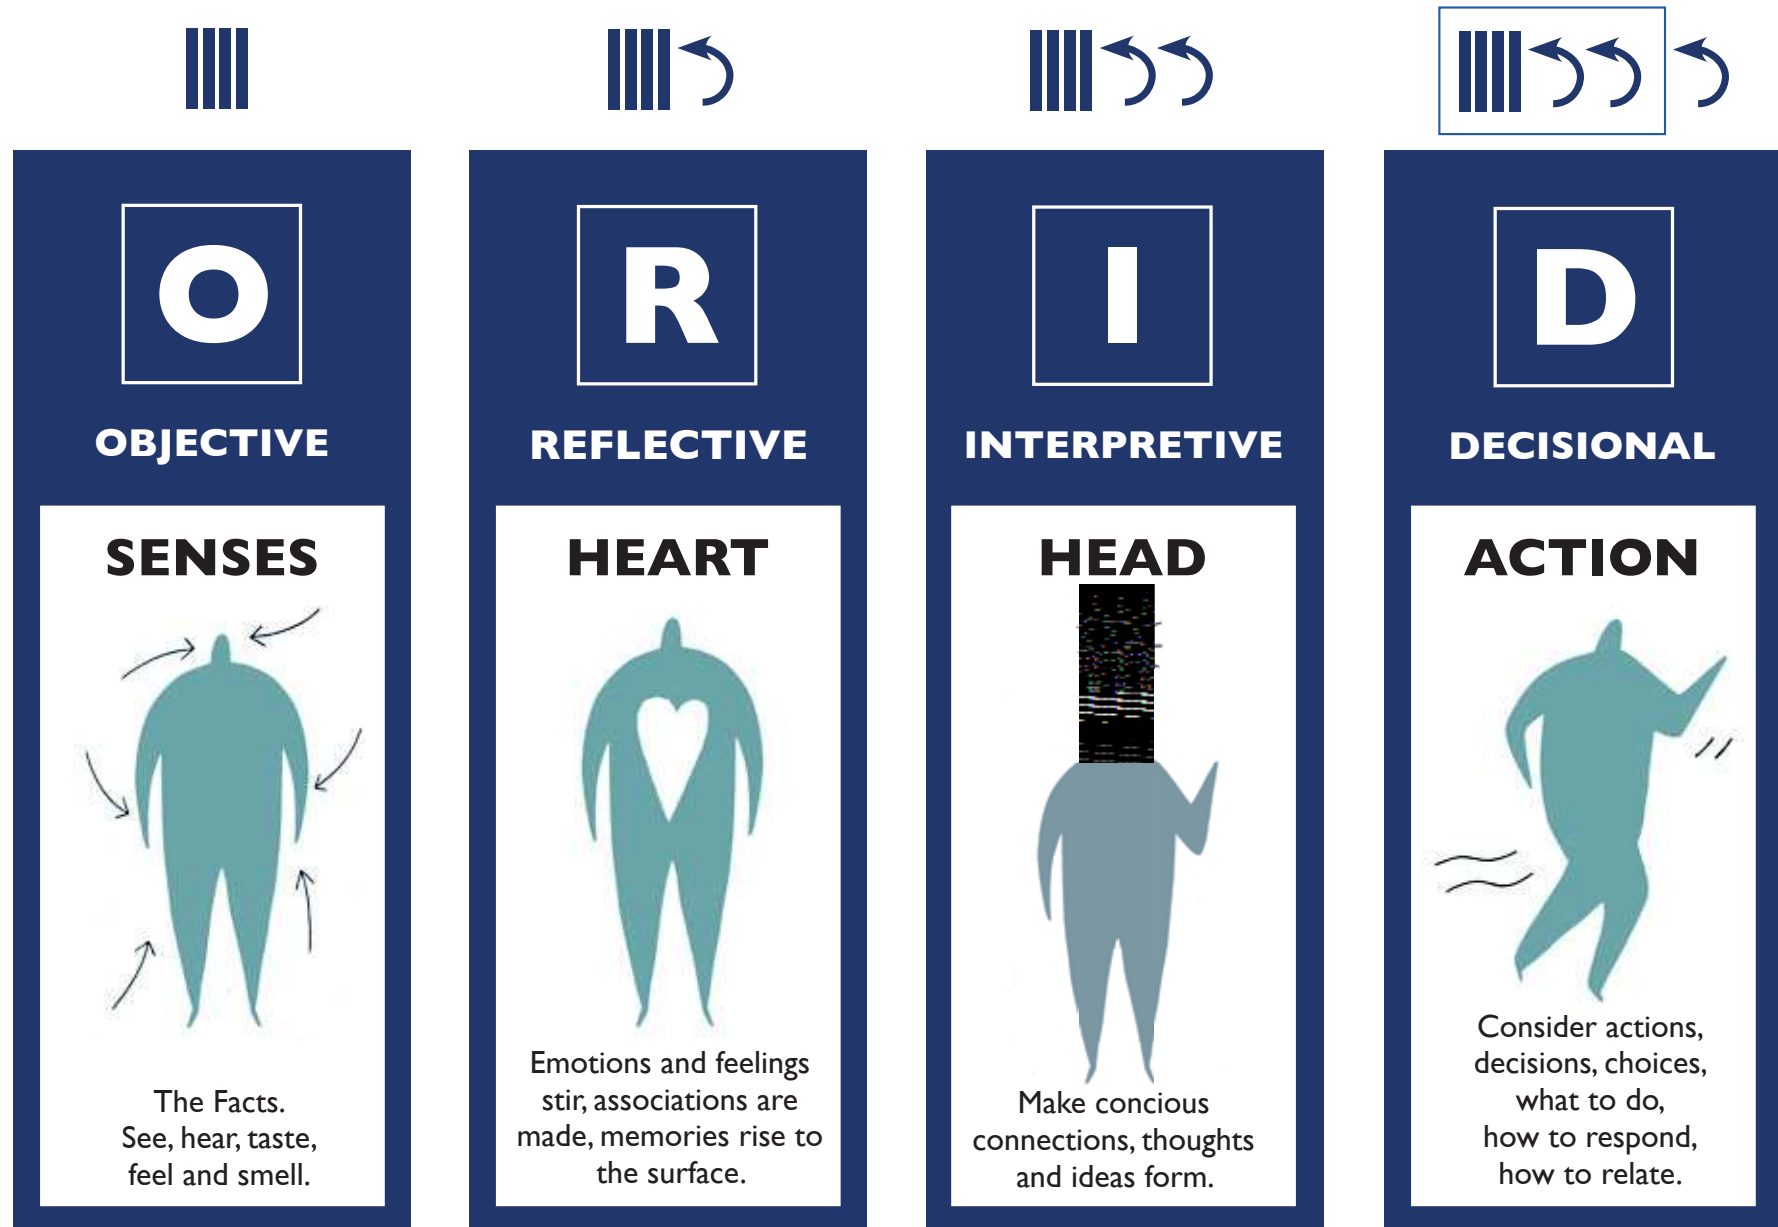 O
OBJECTIVE
SENSES
The Facts.
See, hear, taste,
feel and smell.
R
REFLECTIVE
HEART
Emotions and feelings
stir, associations are
made, memories rise to
the surface.
I
INTERPRETIVE
HEAD
Make concious
connections, thoughts
and ideas form.
D
DECISIONAL
ACTION
Consider actions,
decisions, choices,
what to do,
how to respond,
how to relate.